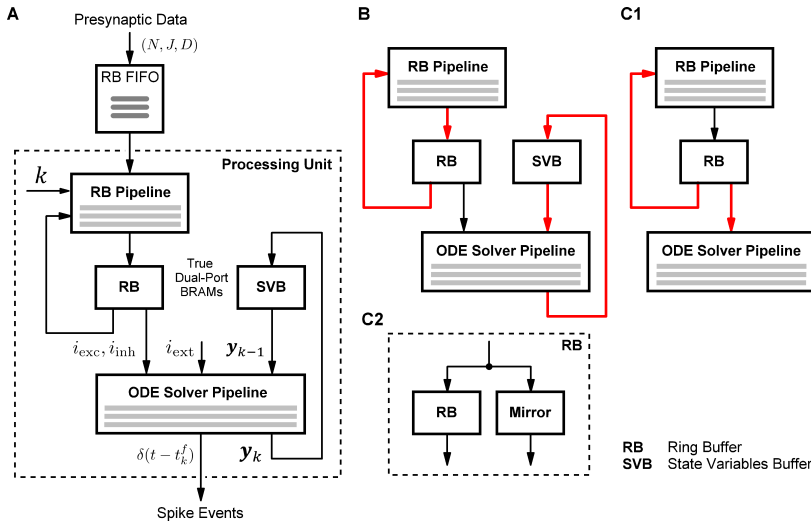 A
Presynaptic Data
(N, J, D)
RB FIFO
Processing Unit
k
RB Pipeline
RB
True
Dual-Port
BRAMs
SVB
i_exc, i_inh
i_ext
y_{k−1}
ODE Solver Pipeline
δ(t − t_k^f)
y_k
Spike Events
B
RB Pipeline
RB
SVB
ODE Solver Pipeline
C1
RB Pipeline
RB
ODE Solver Pipeline
C2
RB
RB
Mirror
RB Ring Buffer
SVB State Variables Buffer